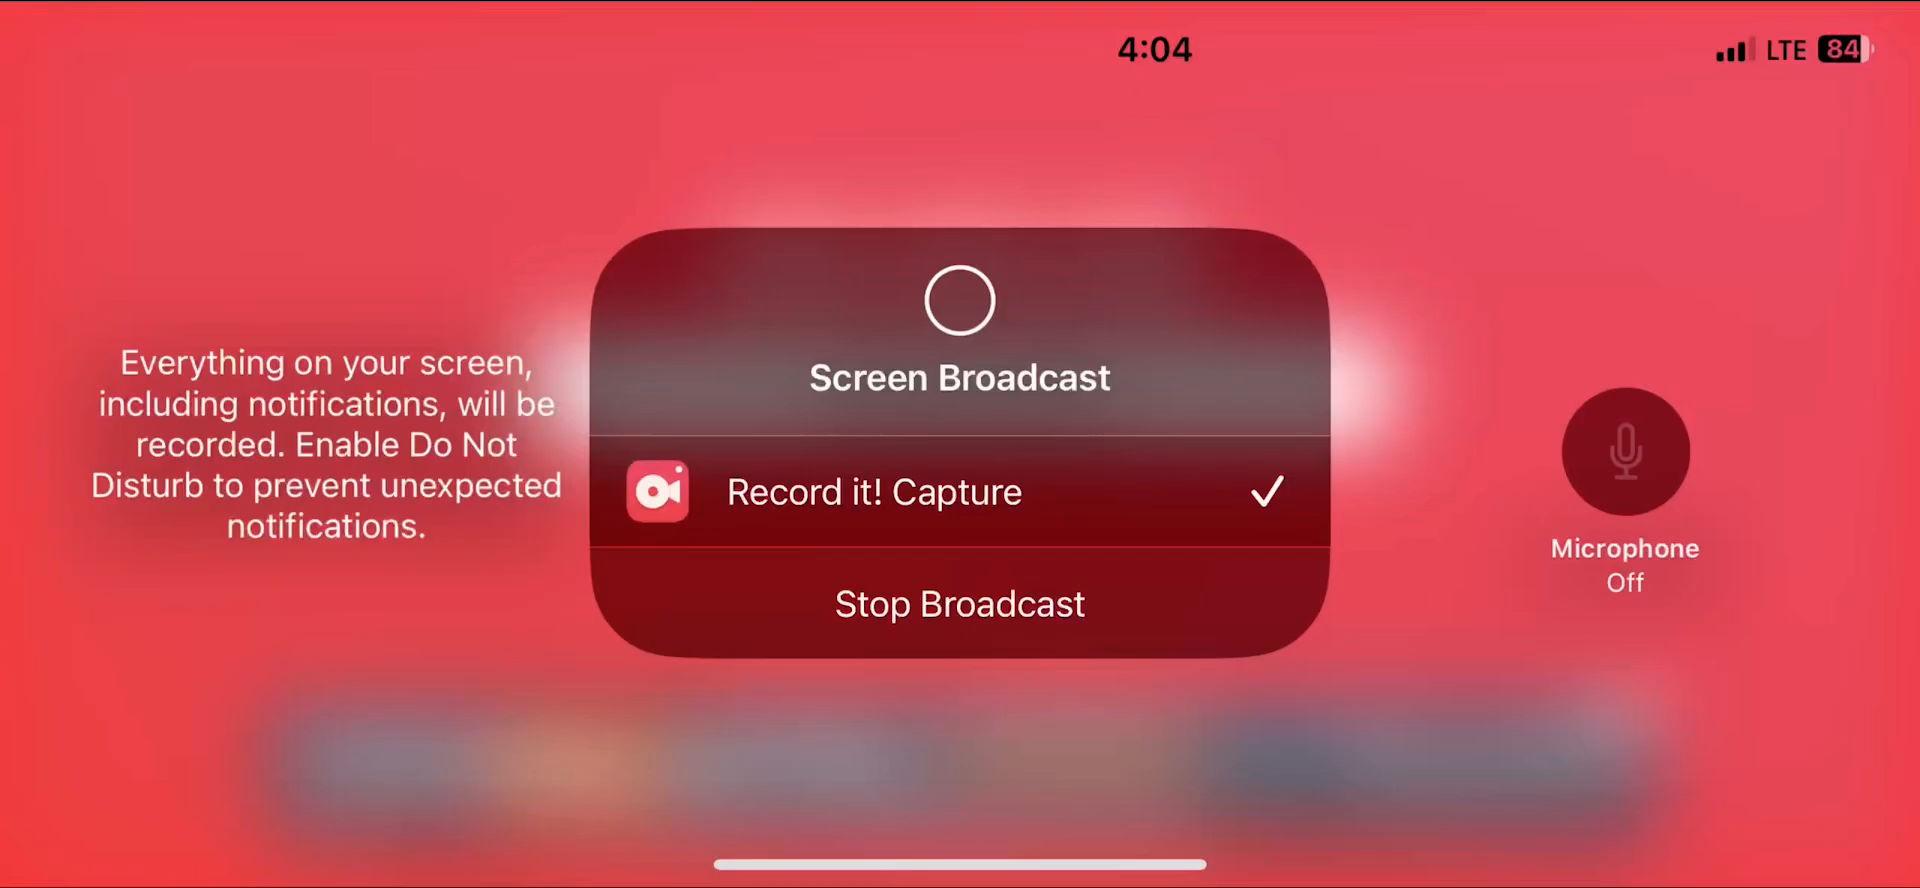 4:04
LTE 84
Everything on your screen,
including notifications, will be
recorded. Enable Do Not
Disturb to prevent unexpected
notifications.
Screen Broadcast
Record it! Capture
Stop Broadcast
Microphone
Off